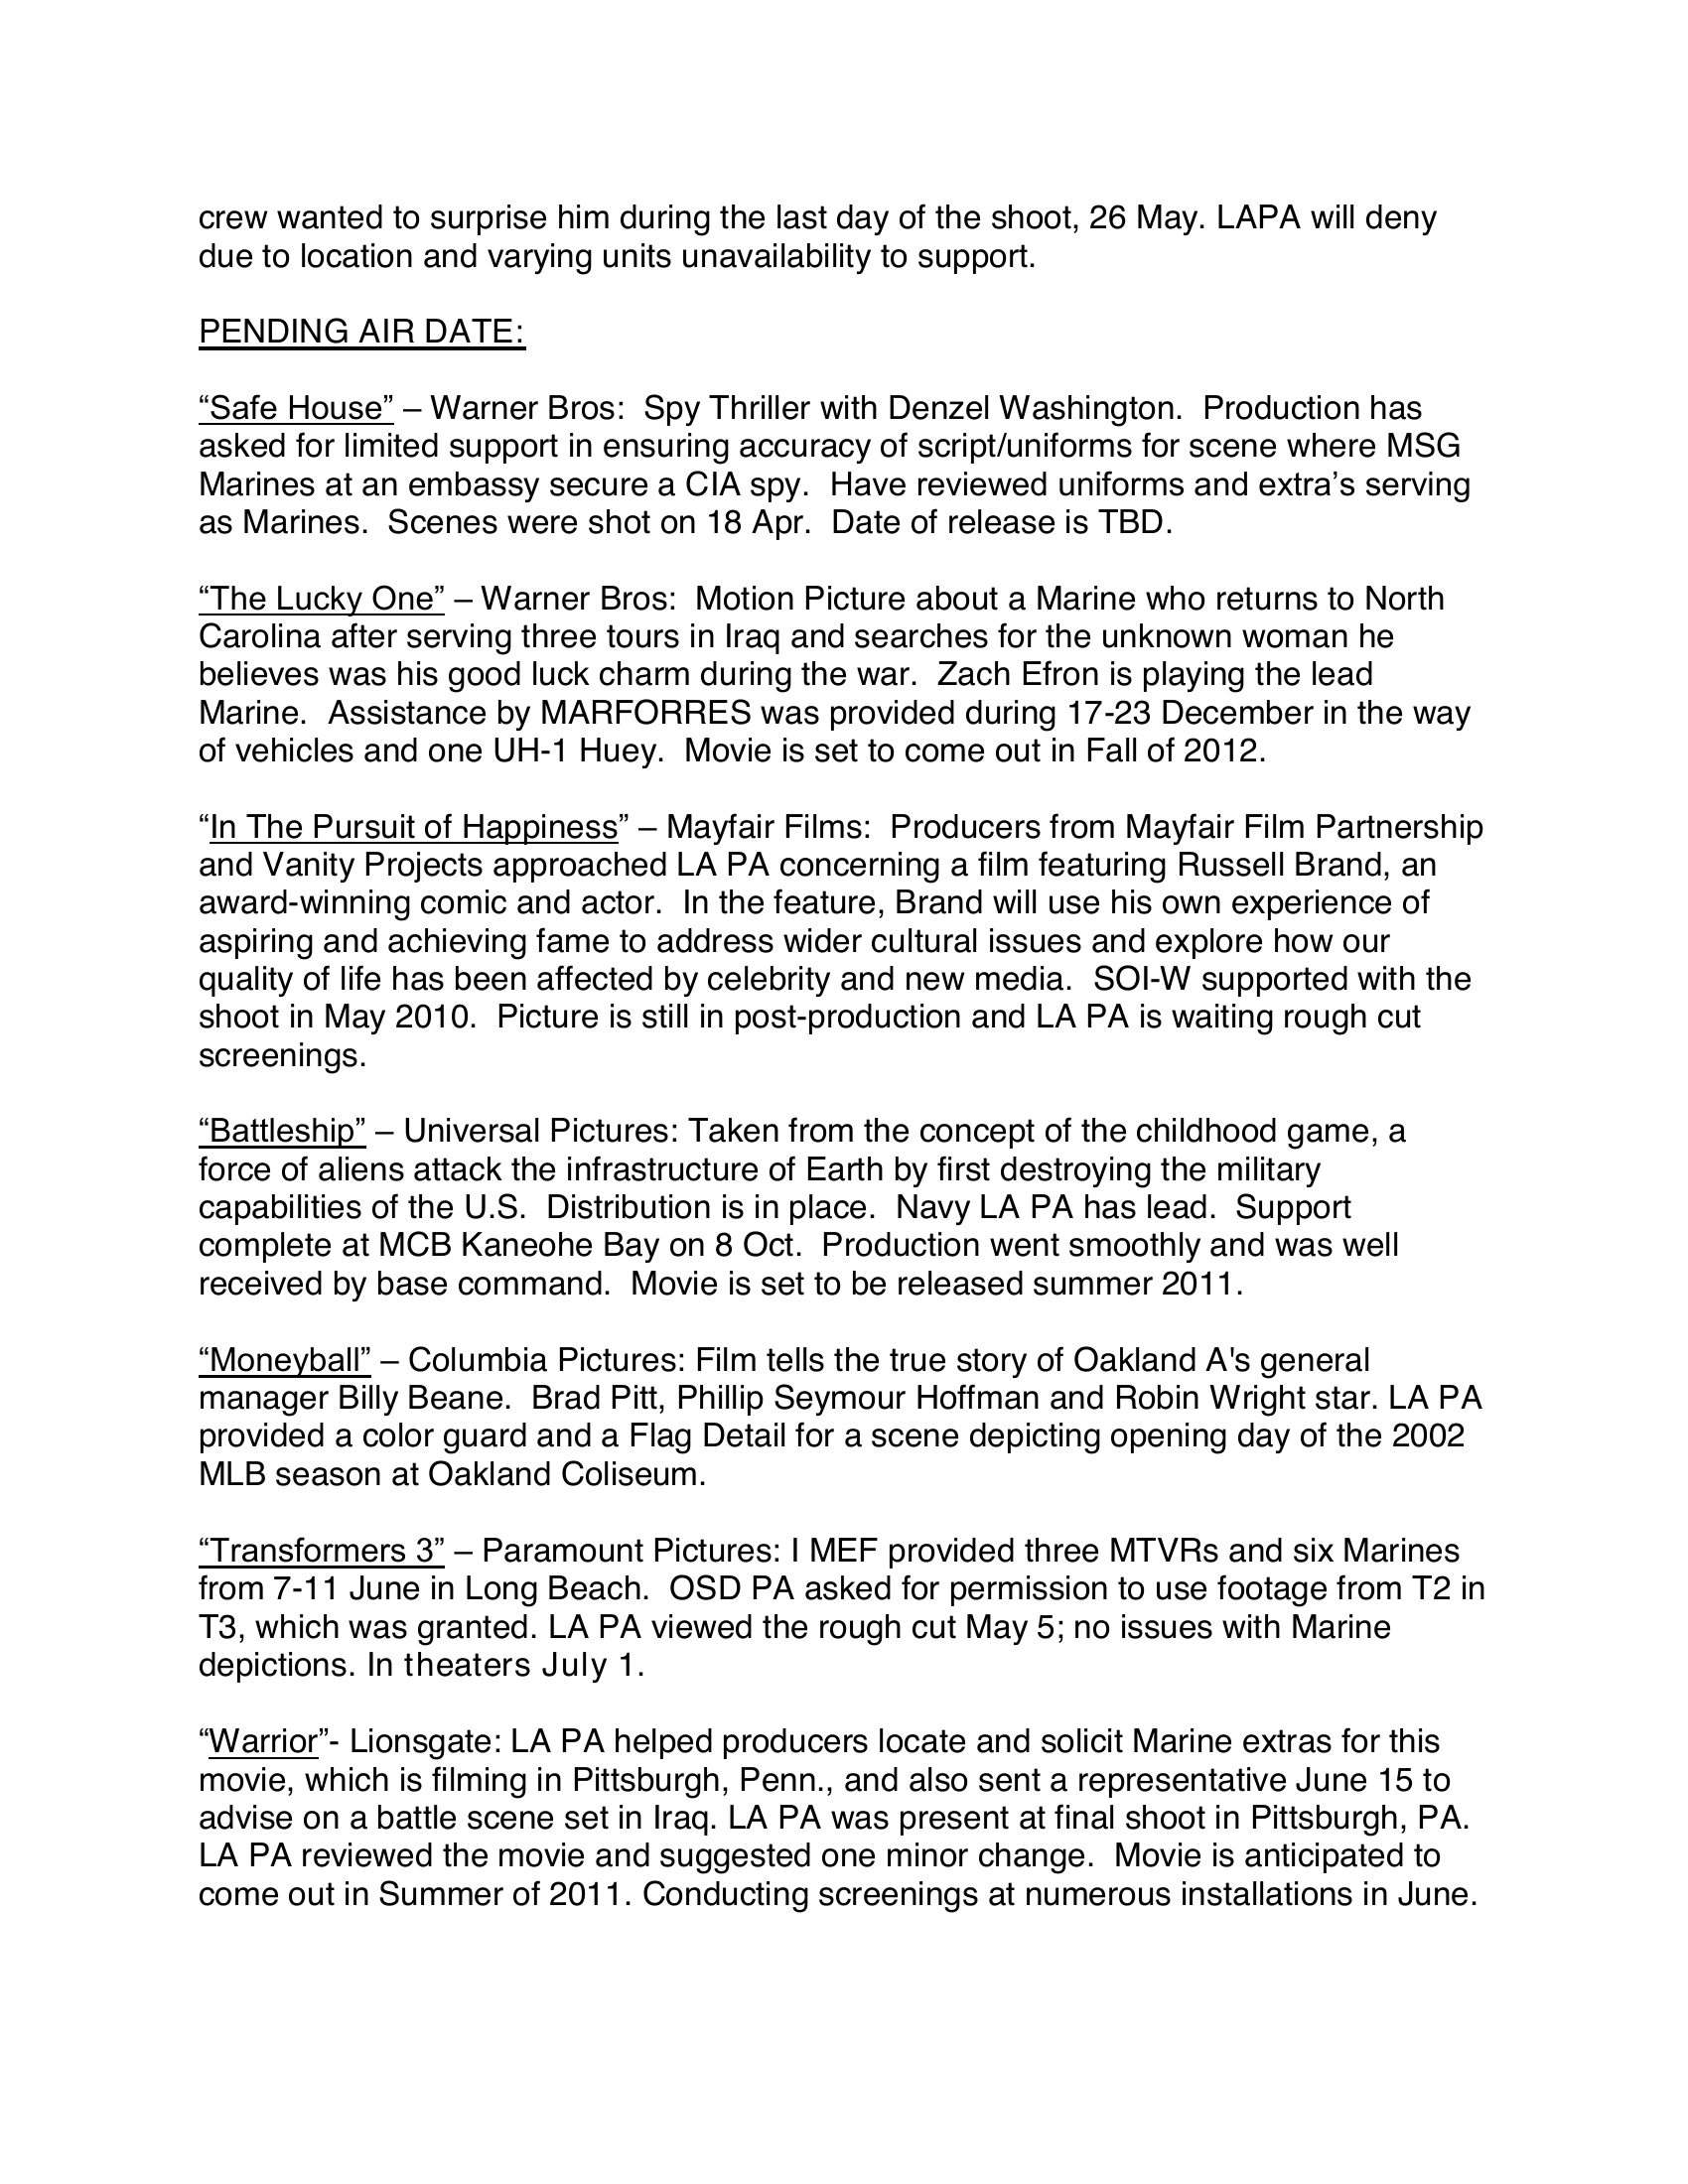 crew wanted to surprise him during the last day of the shoot, 26 May. LAPA will deny
due to location and varying units unavailability to support.
PENDING AIR DATE:
“Safe House” – Warner Bros:  Spy Thriller with Denzel Washington.  Production has
asked for limited support in ensuring accuracy of script/uniforms for scene where MSG
Marines at an embassy secure a CIA spy.  Have reviewed uniforms and extra’s serving
as Marines.  Scenes were shot on 18 Apr.  Date of release is TBD.
“The Lucky One” – Warner Bros:  Motion Picture about a Marine who returns to North
Carolina after serving three tours in Iraq and searches for the unknown woman he
believes was his good luck charm during the war.  Zach Efron is playing the lead
Marine.  Assistance by MARFORRES was provided during 17-23 December in the way
of vehicles and one UH-1 Huey.  Movie is set to come out in Fall of 2012.
“In The Pursuit of Happiness” – Mayfair Films:  Producers from Mayfair Film Partnership
and Vanity Projects approached LA PA concerning a film featuring Russell Brand, an
award-winning comic and actor.  In the feature, Brand will use his own experience of
aspiring and achieving fame to address wider cultural issues and explore how our
quality of life has been affected by celebrity and new media.  SOI-W supported with the
shoot in May 2010.  Picture is still in post-production and LA PA is waiting rough cut
screenings.
“Battleship” – Universal Pictures: Taken from the concept of the childhood game, a
force of aliens attack the infrastructure of Earth by first destroying the military
capabilities of the U.S.  Distribution is in place.  Navy LA PA has lead.  Support
complete at MCB Kaneohe Bay on 8 Oct.  Production went smoothly and was well
received by base command.  Movie is set to be released summer 2011.
“Moneyball” – Columbia Pictures: Film tells the true story of Oakland A's general
manager Billy Beane.  Brad Pitt, Phillip Seymour Hoffman and Robin Wright star. LA PA
provided a color guard and a Flag Detail for a scene depicting opening day of the 2002
MLB season at Oakland Coliseum.
“Transformers 3” – Paramount Pictures: I MEF provided three MTVRs and six Marines
from 7-11 June in Long Beach.  OSD PA asked for permission to use footage from T2 in
T3, which was granted. LA PA viewed the rough cut May 5; no issues with Marine
depictions. In theaters July 1.
“Warrior”- Lionsgate: LA PA helped producers locate and solicit Marine extras for this
movie, which is filming in Pittsburgh, Penn., and also sent a representative June 15 to
advise on a battle scene set in Iraq. LA PA was present at final shoot in Pittsburgh, PA.
LA PA reviewed the movie and suggested one minor change.  Movie is anticipated to
come out in Summer of 2011. Conducting screenings at numerous installations in June.